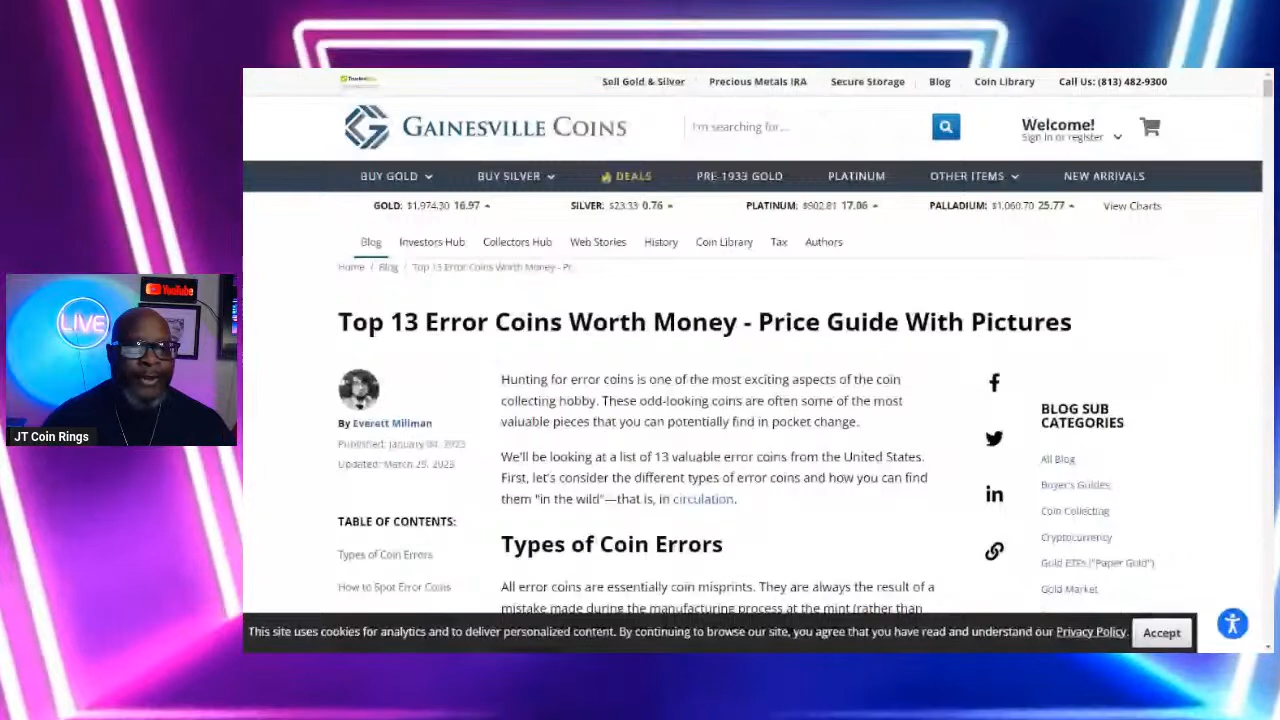 Sell Gold & Silver Precious Metals IRA Secure Storage Blog Coin Library Call Us: (813) 482-9300
GAINESVILLE COINS
I'm searching for...
Welcome!
Sign in or register
BUY GOLD BUY SILVER DEALS PRE-1933 GOLD PLATINUM OTHER ITEMS NEW ARRIVALS
GOLD: $1,974.30 16.97 SILVER: $23.33 0.76 PLATINUM: $902.81 17.06 PALLADIUM: $1,060.70 25.77 View Charts
Blog Investors Hub Collectors Hub Web Stories History Coin Library Tax Authors
Home / Blog / Top 13 Error Coins Worth Money - Pr
Top 13 Error Coins Worth Money - Price Guide With Pictures
By Everett Millman
Published: January 04, 2023
Updated: March 29, 2023
TABLE OF CONTENTS:
Types of Coin Errors
How to Spot Error Coins
Hunting for error coins is one of the most exciting aspects of the coin
collecting hobby. These odd-looking coins are often some of the most
valuable pieces that you can potentially find in pocket change.
We'll be looking at a list of 13 valuable error coins from the United States.
First, let's consider the different types of error coins and how you can find
them "in the wild"—that is, in circulation.
Types of Coin Errors
All error coins are essentially coin misprints. They are always the result of a
mistake made during the manufacturing process at the mint (rather than
BLOG SUB
CATEGORIES
All Blog
Buyer's Guides
Coin Collecting
Cryptocurrency
Gold ETFs ("Paper Gold")
Gold Market
This site uses cookies for analytics and to deliver personalized content. By continuing to browse our site, you agree that you have read and understand our Privacy Policy.
Accept
LIVE
YouTube
JT Coin Rings